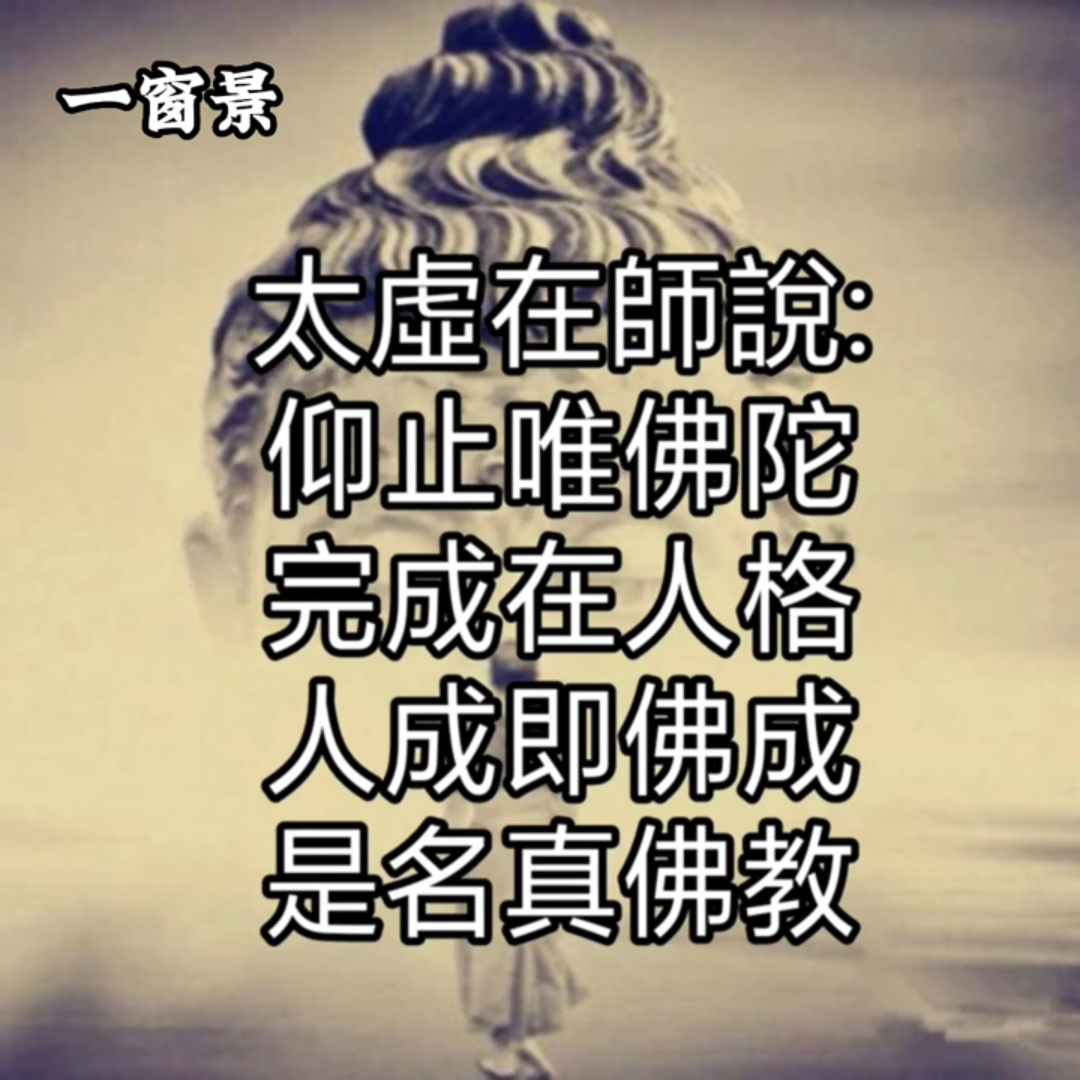 一窗景
太虛在師說:
仰止唯佛陀
完成在人格
人成即佛成
是名真佛教